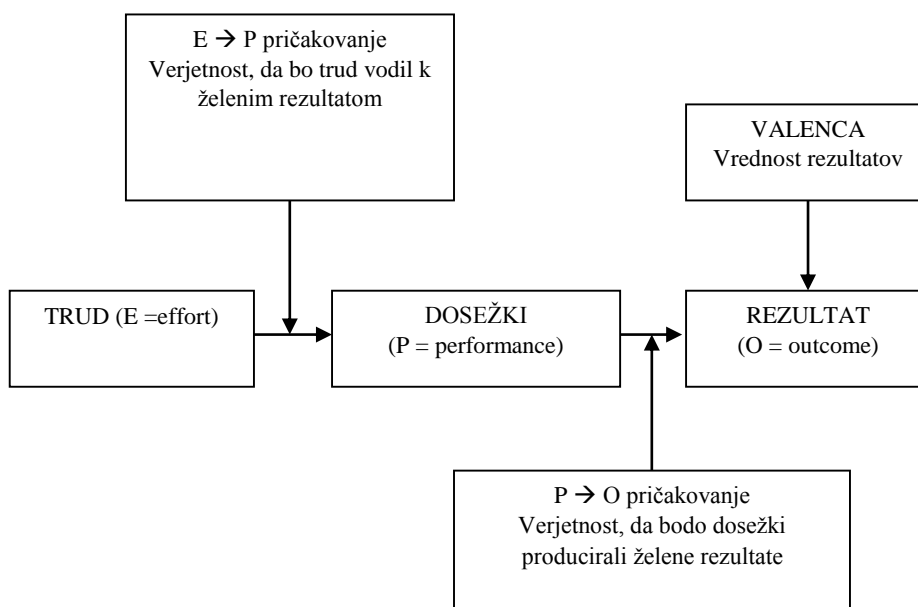 E → P pričakovanje
Verjetnost, da bo trud vodil k
želenim rezultatom
VALENCA
Vrednost rezultatov
TRUD (E =effort)
DOSEŽKI
(P = performance)
REZULTAT
(O = outcome)
P → O pričakovanje
Verjetnost, da bodo dosežki
producirali želene rezultate